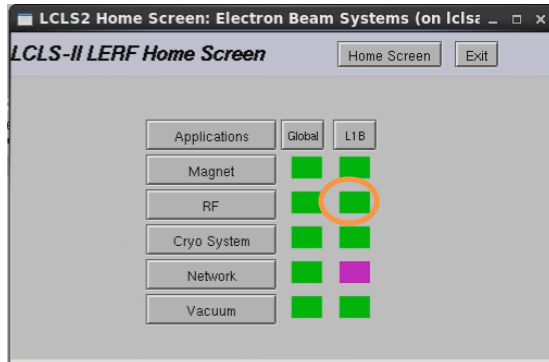 LCLS2 Home Screen: Electron Beam Systems (on lclsa
LCLS-II LERF Home Screen
Home Screen
Exit
Applications
Global
L1B
Magnet
RF
Cryo System
Network
Vacuum